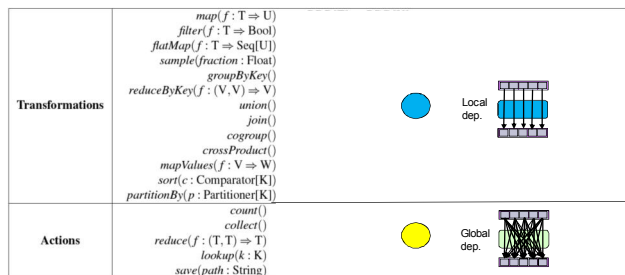 map(f : T ⇒ U)
filter(f : T ⇒ Bool)
flatMap(f : T ⇒ Seq[U])
sample(fraction : Float)
groupByKey()
reduceByKey(f : (V,V) ⇒ V)
Transformations
union()
join()
cogroup()
crossProduct()
mapValues(f : V ⇒ W)
sort(c : Comparator[K])
partitionBy(p : Partitioner[K])
Local
dep.
count()
collect()
Actions
reduce(f : (T,T) ⇒ T)
lookup(k : K)
save(path : String)
Global
dep.